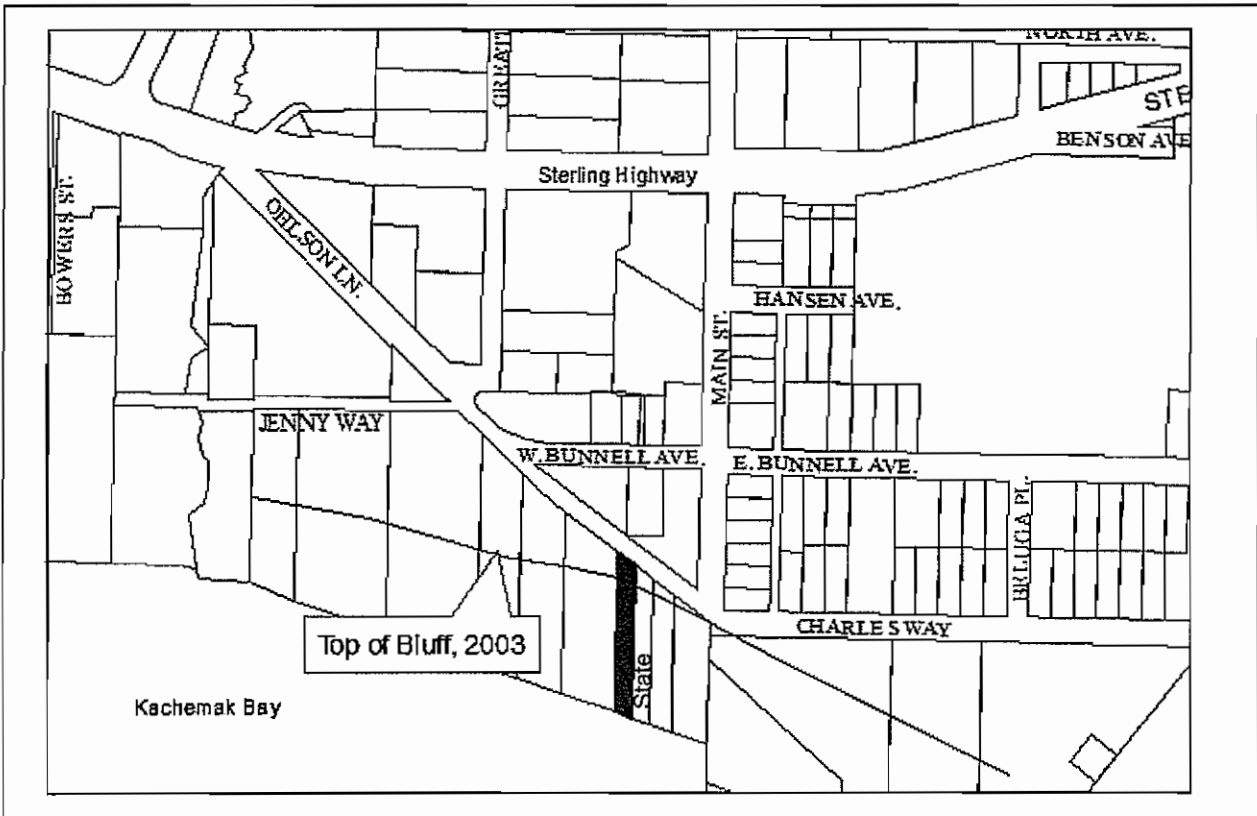 NORTH AVE.
GREAT
STE
BENSON AVE
Sterling Highway
BOWERS ST.
OHLSON LN.
HANSEN AVE.
MAIN ST.
JENNY WAY
W. BUNNELL AVE.
E. BUNNELL AVE.
BELUGA PL.
CHARLES WAY
Top of Bluff, 2003
State
Kachemak Bay